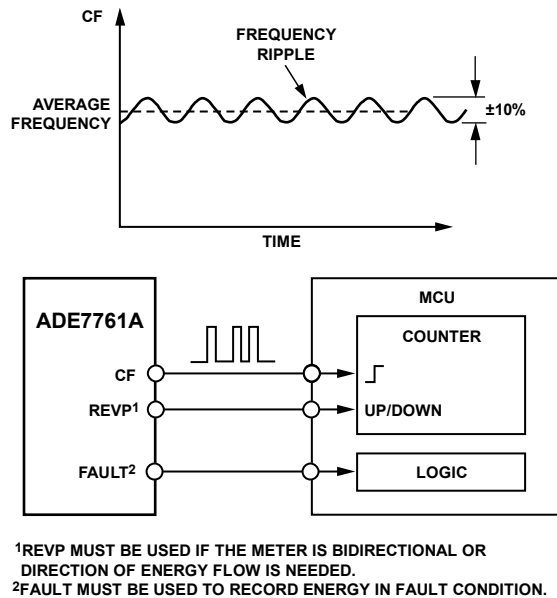 CF
FREQUENCY
RIPPLE
AVERAGE
FREQUENCY
±10%
TIME
ADE7761A
MCU
COUNTER
CF
REVP1
UP/DOWN
FAULT2
LOGIC
1REVP MUST BE USED IF THE METER IS BIDIRECTIONAL OR
DIRECTION OF ENERGY FLOW IS NEEDED.
2FAULT MUST BE USED TO RECORD ENERGY IN FAULT CONDITION.